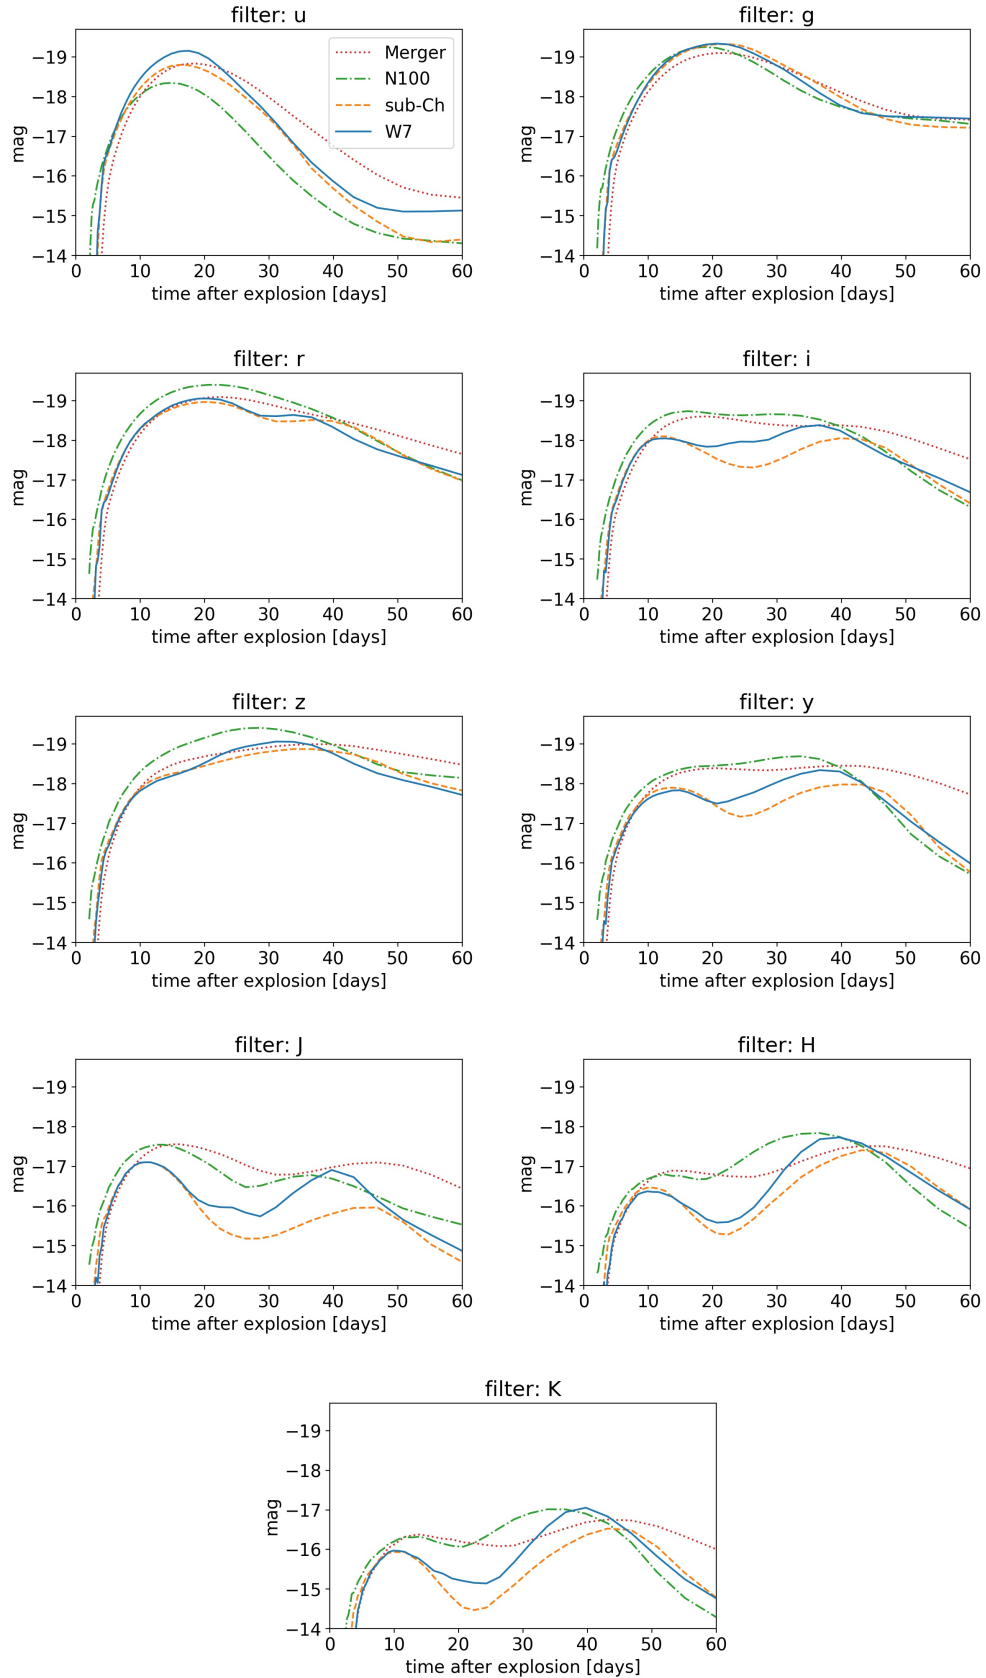 filter: u
−19
−18
−17
−16
−15
−14
mag
0 10 20 30 40 50 60
time after explosion [days]
Merger
N100
sub-Ch
W7
filter: g
−19
−18
−17
−16
−15
−14
mag
0 10 20 30 40 50 60
time after explosion [days]
filter: r
−19
−18
−17
−16
−15
−14
mag
0 10 20 30 40 50 60
time after explosion [days]
filter: i
−19
−18
−17
−16
−15
−14
mag
0 10 20 30 40 50 60
time after explosion [days]
filter: z
−19
−18
−17
−16
−15
−14
mag
0 10 20 30 40 50 60
time after explosion [days]
filter: y
−19
−18
−17
−16
−15
−14
mag
0 10 20 30 40 50 60
time after explosion [days]
filter: J
−19
−18
−17
−16
−15
−14
mag
0 10 20 30 40 50 60
time after explosion [days]
filter: H
−19
−18
−17
−16
−15
−14
mag
0 10 20 30 40 50 60
time after explosion [days]
filter: K
−19
−18
−17
−16
−15
−14
mag
0 10 20 30 40 50 60
time after explosion [days]